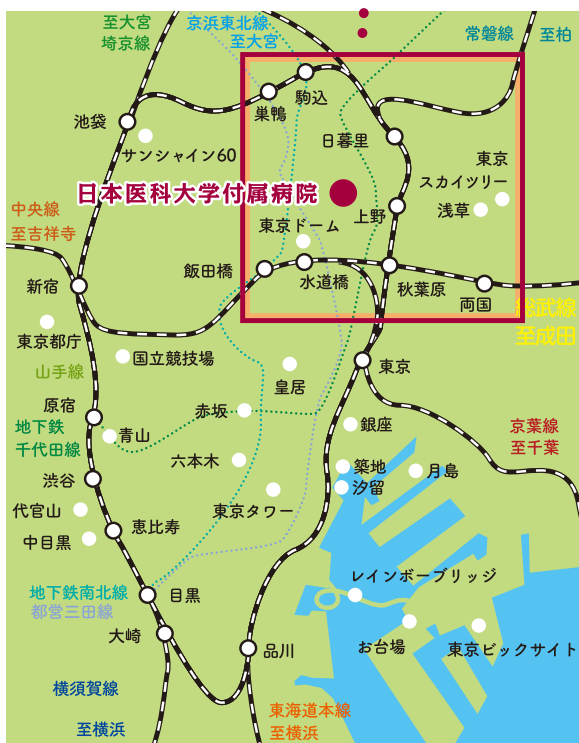 至大宮
埼京線
京浜東北線
至大宮
常磐線
至柏
駒込
巣鴨
池袋
サンシャイン60
日暮里
東京
スカイツリー
浅草
日本医科大学付属病院
上野
中央線
至吉祥寺
東京ドーム
飯田橋
水道橋
秋葉原
両国
新宿
総武線
至成田
東京都庁
国立競技場
山手線
東京
皇居
原宿
赤坂
地下鉄
千代田線
青山
銀座
京葉線
至千葉
六本木
築地
月島
渋谷
汐留
代官山
東京タワー
中目黒
恵比寿
レインボーブリッジ
地下鉄南北線
都営三田線
目黒
大崎
品川
お台場
東京ビックサイト
横須賀線
至横浜
東海道本線
至横浜